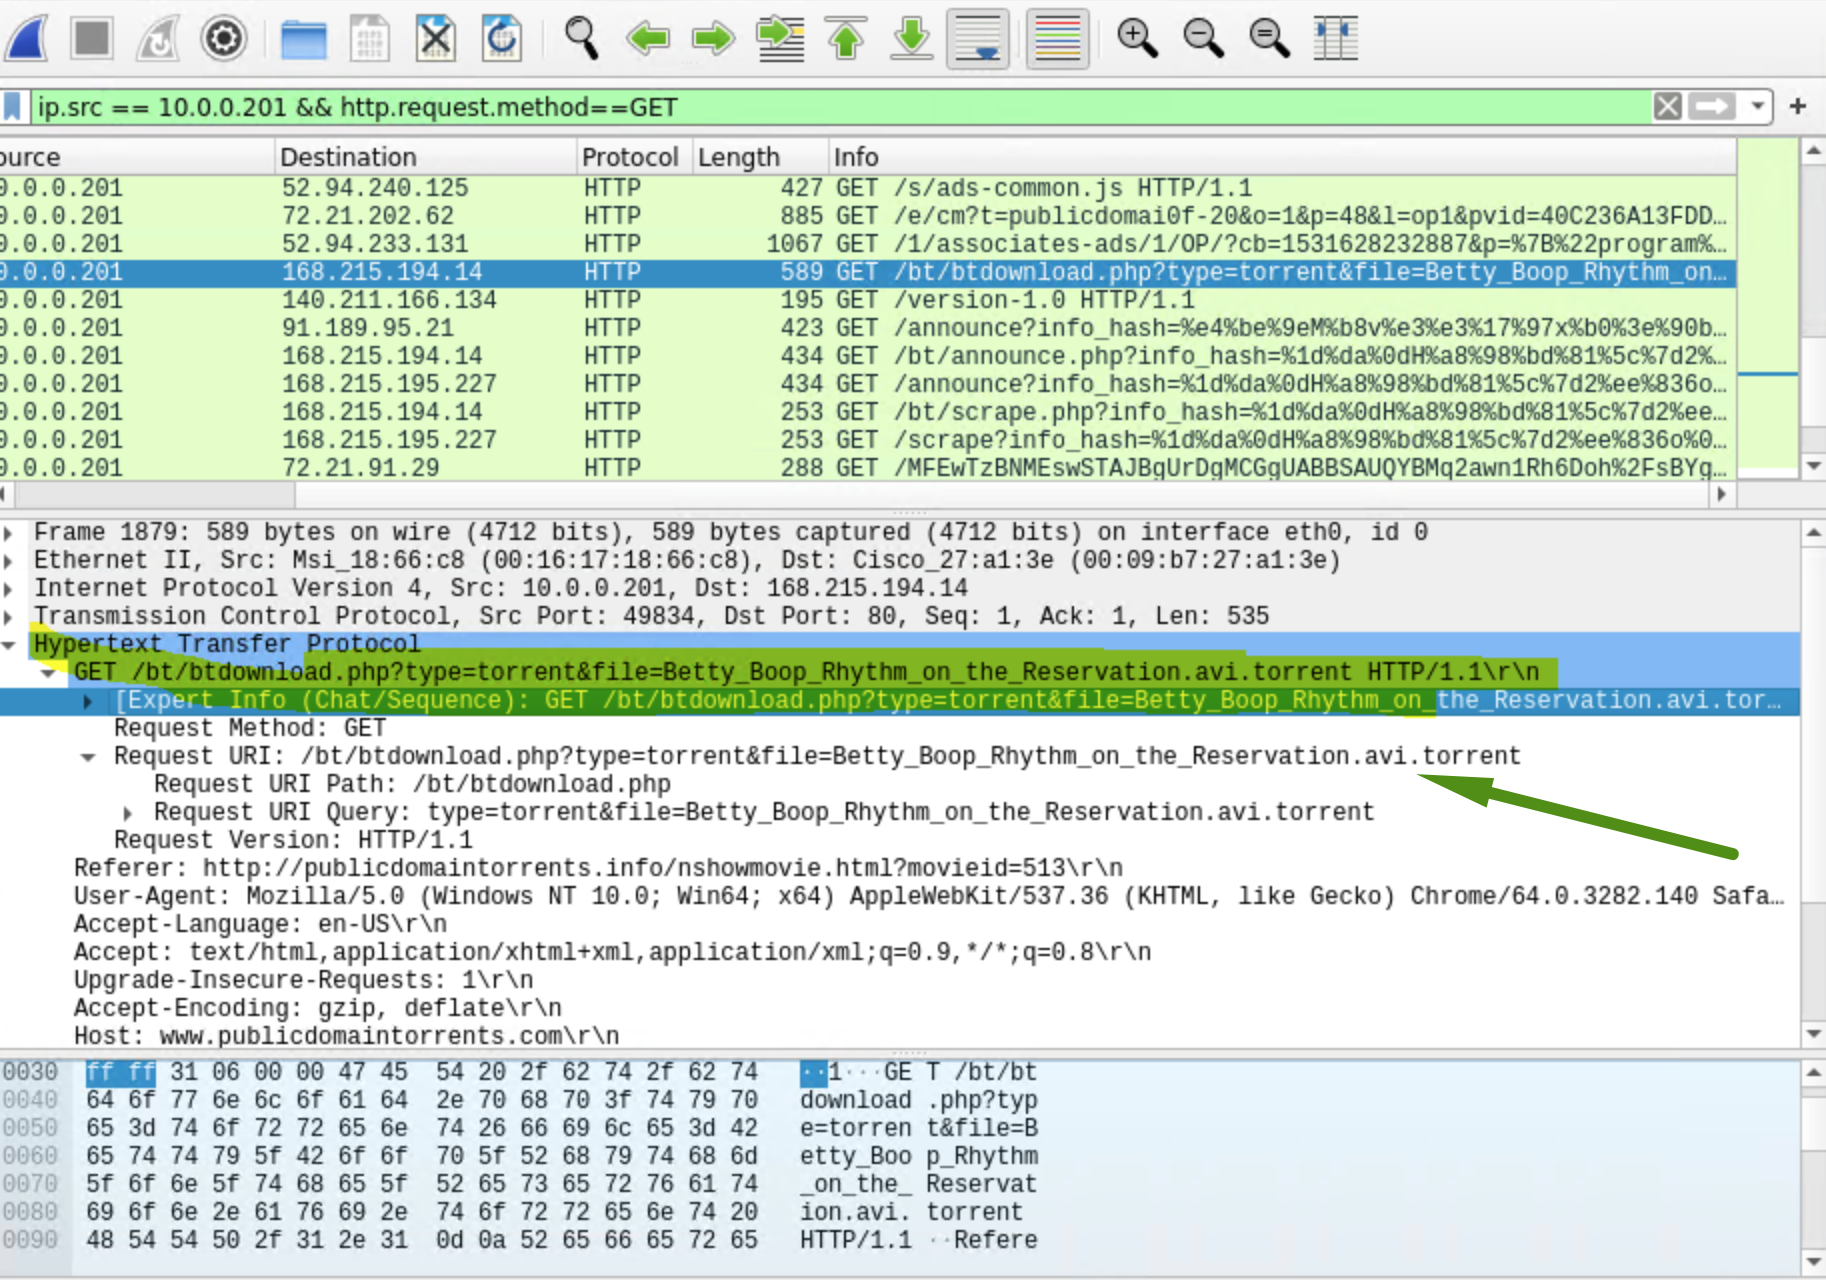 ip.src == 10.0.0.201 && http.request.method==GET
ource Destination Protocol Length Info
0.0.0.201 52.94.240.125 HTTP 427 GET /s/ads-common.js HTTP/1.1
0.0.0.201 72.21.202.62 HTTP 885 GET /e/cm?t=publicdomai0f-20&o=1&p=48&l=op1&pvid=40C236A13FDD…
0.0.0.201 52.94.233.131 HTTP 1067 GET /1/associates-ads/1/OP/?cb=1531628232887&p=%7B%22program%…
0.0.0.201 168.215.194.14 HTTP 589 GET /bt/btdownload.php?type=torrent&file=Betty_Boop_Rhythm_on…
0.0.0.201 140.211.166.134 HTTP 195 GET /version-1.0 HTTP/1.1
0.0.0.201 91.189.95.21 HTTP 423 GET /announce?info_hash=%e4%be%9eM%b8v%e3%e3%17%97x%b0%3e%90b…
0.0.0.201 168.215.194.14 HTTP 434 GET /bt/announce.php?info_hash=%1d%da%0dH%a8%98%bd%81%5c%7d2%…
0.0.0.201 168.215.195.227 HTTP 434 GET /announce?info_hash=%1d%da%0dH%a8%98%bd%81%5c%7d2%ee%836o…
0.0.0.201 168.215.194.14 HTTP 253 GET /bt/scrape.php?info_hash=%1d%da%0dH%a8%98%bd%81%5c%7d2%ee…
0.0.0.201 168.215.195.227 HTTP 253 GET /scrape?info_hash=%1d%da%0dH%a8%98%bd%81%5c%7d2%ee%836o%0…
0.0.0.201 72.21.91.29 HTTP 288 GET /MFEwTzBNMEswSTAJBgUrDgMCGgUABBSAUQYBMq2awn1Rh6Doh%2FsBYg…
Frame 1879: 589 bytes on wire (4712 bits), 589 bytes captured (4712 bits) on interface eth0, id 0
Ethernet II, Src: Msi_18:66:c8 (00:16:17:18:66:c8), Dst: Cisco_27:a1:3e (00:09:b7:27:a1:3e)
Internet Protocol Version 4, Src: 10.0.0.201, Dst: 168.215.194.14
Transmission Control Protocol, Src Port: 49834, Dst Port: 80, Seq: 1, Ack: 1, Len: 535
Hypertext Transfer Protocol
GET /bt/btdownload.php?type=torrent&file=Betty_Boop_Rhythm_on_the_Reservation.avi.torrent HTTP/1.1\r\n
[Expert Info (Chat/Sequence): GET /bt/btdownload.php?type=torrent&file=Betty_Boop_Rhythm_on_the_Reservation.avi.tor…
Request Method: GET
Request URI: /bt/btdownload.php?type=torrent&file=Betty_Boop_Rhythm_on_the_Reservation.avi.torrent
Request URI Path: /bt/btdownload.php
Request URI Query: type=torrent&file=Betty_Boop_Rhythm_on_the_Reservation.avi.torrent
Request Version: HTTP/1.1
Referer: http://publicdomaintorrents.info/nshowmovie.html?movieid=513\r\n
User-Agent: Mozilla/5.0 (Windows NT 10.0; Win64; x64) AppleWebKit/537.36 (KHTML, like Gecko) Chrome/64.0.3282.140 Safa…
Accept-Language: en-US\r\n
Accept: text/html,application/xhtml+xml,application/xml;q=0.9,*/*;q=0.8\r\n
Upgrade-Insecure-Requests: 1\r\n
Accept-Encoding: gzip, deflate\r\n
Host: www.publicdomaintorrents.com\r\n
0030 ff ff 31 06 00 00 47 45 54 20 2f 62 74 2f 62 74 ··1···GE T /bt/bt
0040 64 6f 77 6e 6c 6f 61 64 2e 70 68 70 3f 74 79 70 download .php?typ
0050 65 3d 74 6f 72 72 65 6e 74 26 66 69 6c 65 3d 42 e=torren t&file=B
0060 65 74 74 79 5f 42 6f 6f 70 5f 52 68 79 74 68 6d etty_Boo p_Rhythm
0070 5f 6f 6e 5f 74 68 65 5f 52 65 73 65 72 76 61 74 _on_the_ Reservat
0080 69 6f 6e 2e 61 76 69 2e 74 6f 72 72 65 6e 74 20 ion.avi. torrent
0090 48 54 54 50 2f 31 2e 31 0d 0a 52 65 66 65 72 65 HTTP/1.1 ··Refere